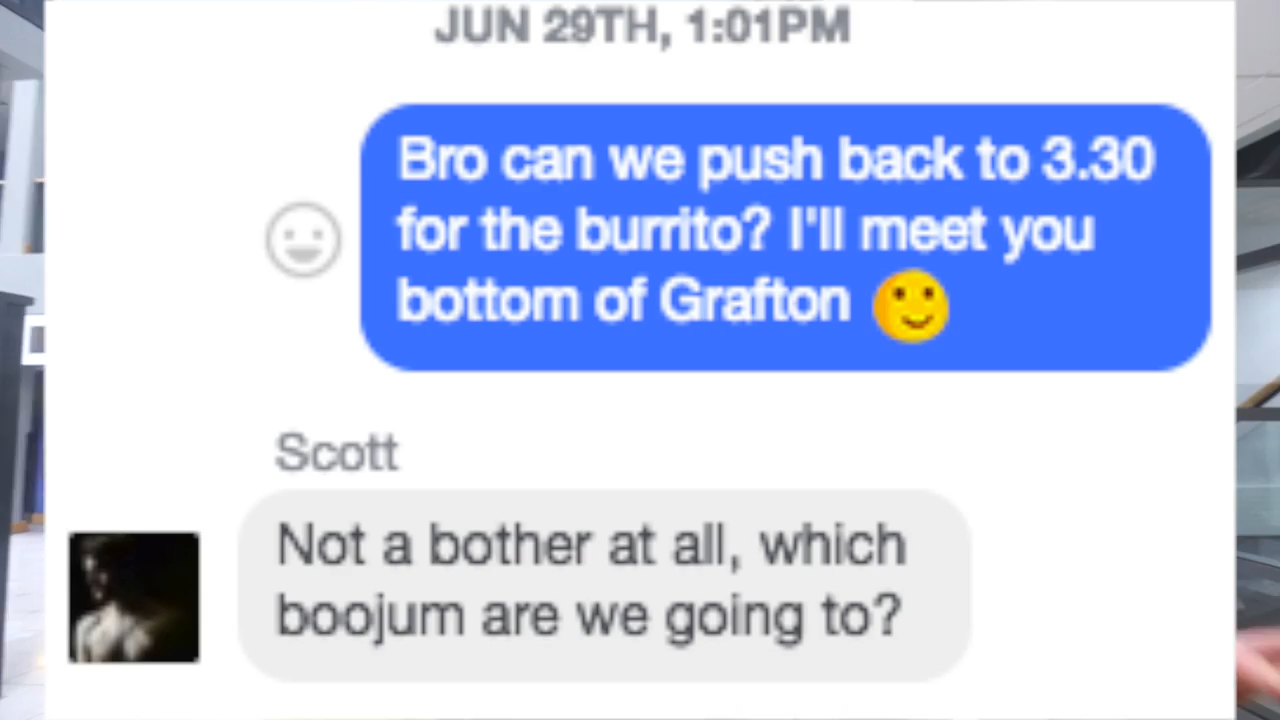 JUN 29TH, 1:01PM
Bro can we push back to 3.30
for the burrito? I'll meet you
bottom of Grafton 🙂
Scott
Not a bother at all, which
boojum are we going to?